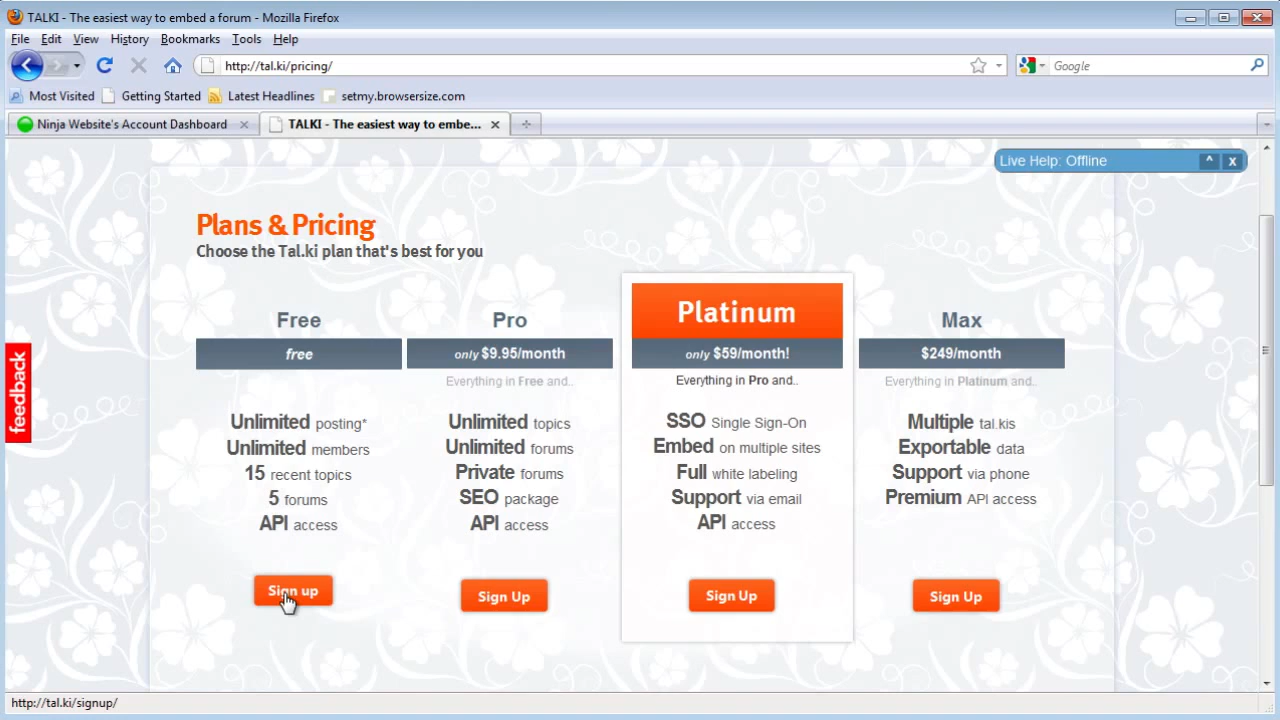 TALKI - The easiest way to embed a forum - Mozilla Firefox
File Edit View History Bookmarks Tools Help
http://tal.ki/pricing/
Google
Most Visited Getting Started Latest Headlines setmy.browsersize.com
Ninja Website's Account Dashboard
TALKI - The easiest way to embe...
Live Help: Offline ^ x
Plans & Pricing
Choose the Tal.ki plan that's best for you
feedback
Free
free
Unlimited posting*
Unlimited members
15 recent topics
5 forums
API access
Sign up
Pro
only $9.95/month
Everything in Free and..
Unlimited topics
Unlimited forums
Private forums
SEO package
API access
Sign Up
Platinum
only $59/month!
Everything in Pro and..
SSO Single Sign-On
Embed on multiple sites
Full white labeling
Support via email
API access
Sign Up
Max
$249/month
Everything in Platinum and..
Multiple tal.kis
Exportable data
Support via phone
Premium API access
Sign Up
http://tal.ki/signup/